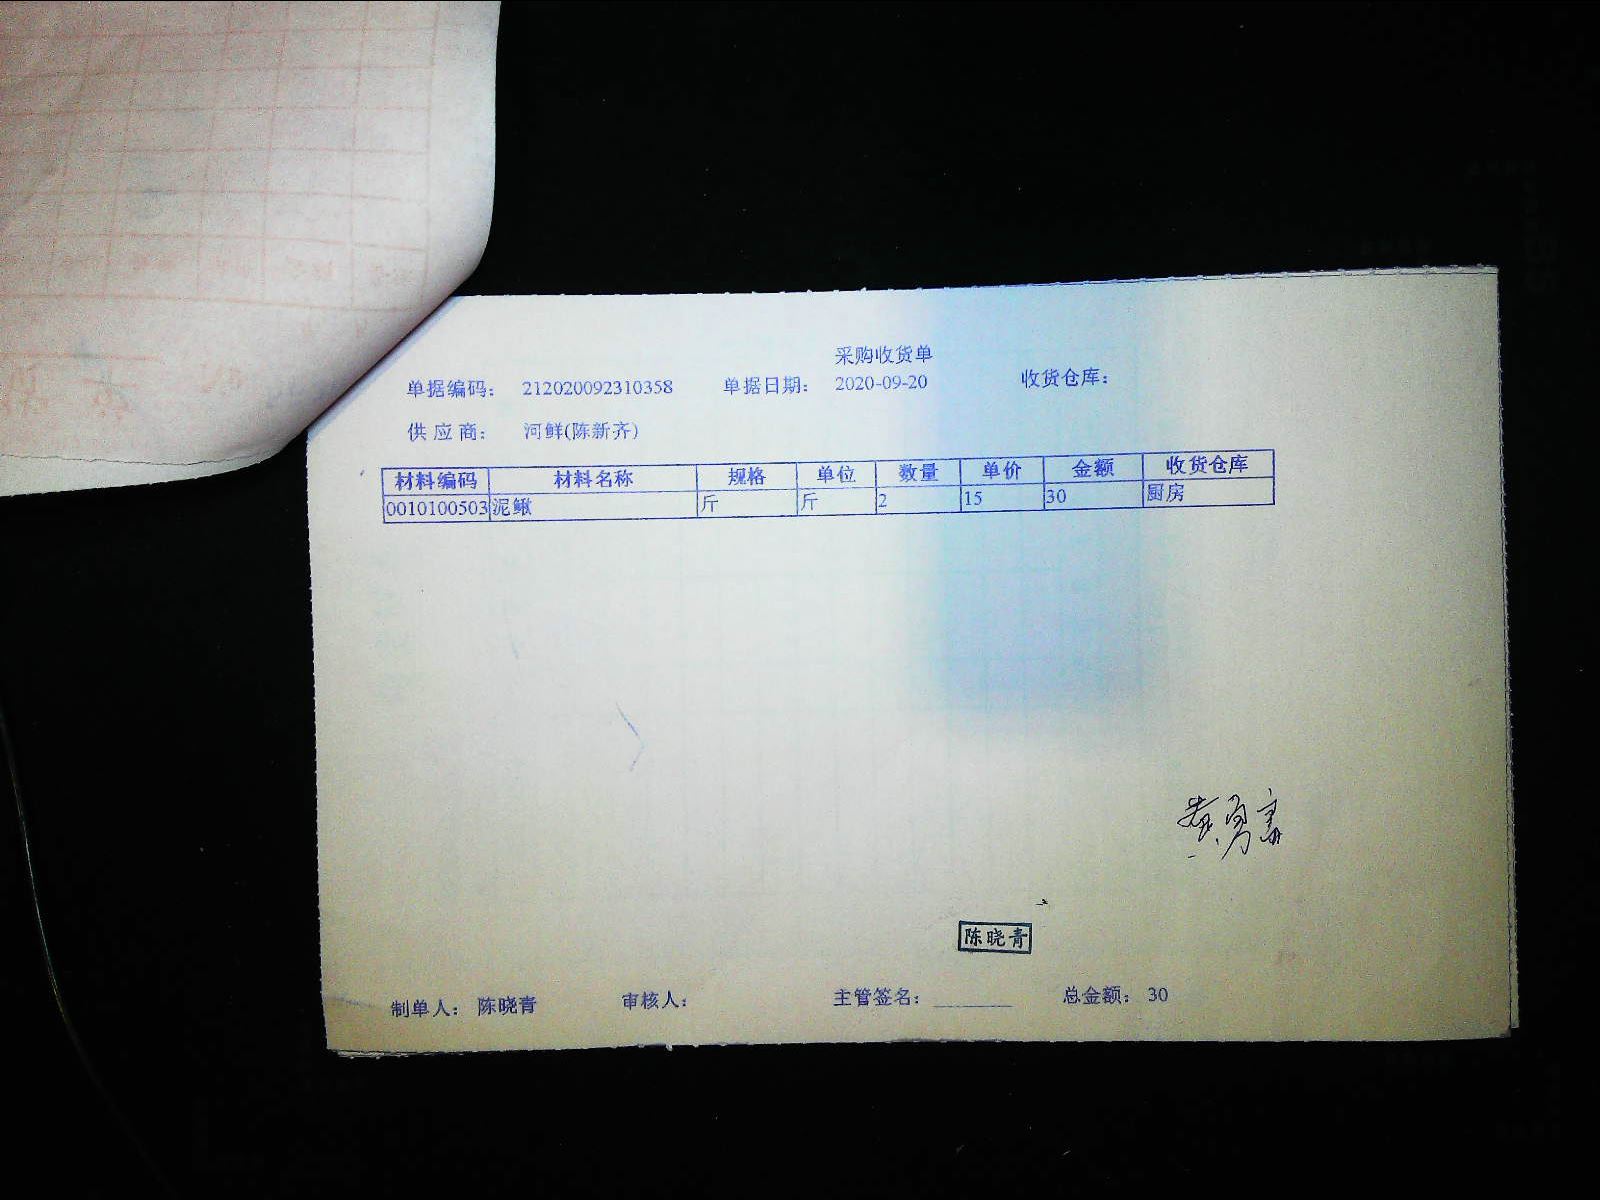 采购收货单
单据编码: 212020092310358 单据日期: 2020-09-20 收货仓库:
供应商: 河鲜(陈新齐)
材料编码 材料名称 规格 单位 数量 单价 金额 收货仓库
0010100503 泥鳅 斤 斤 2 15 30 厨房
陈晓青
制单人: 陈晓青 审核人: 主管签名: ________ 总金额: 30